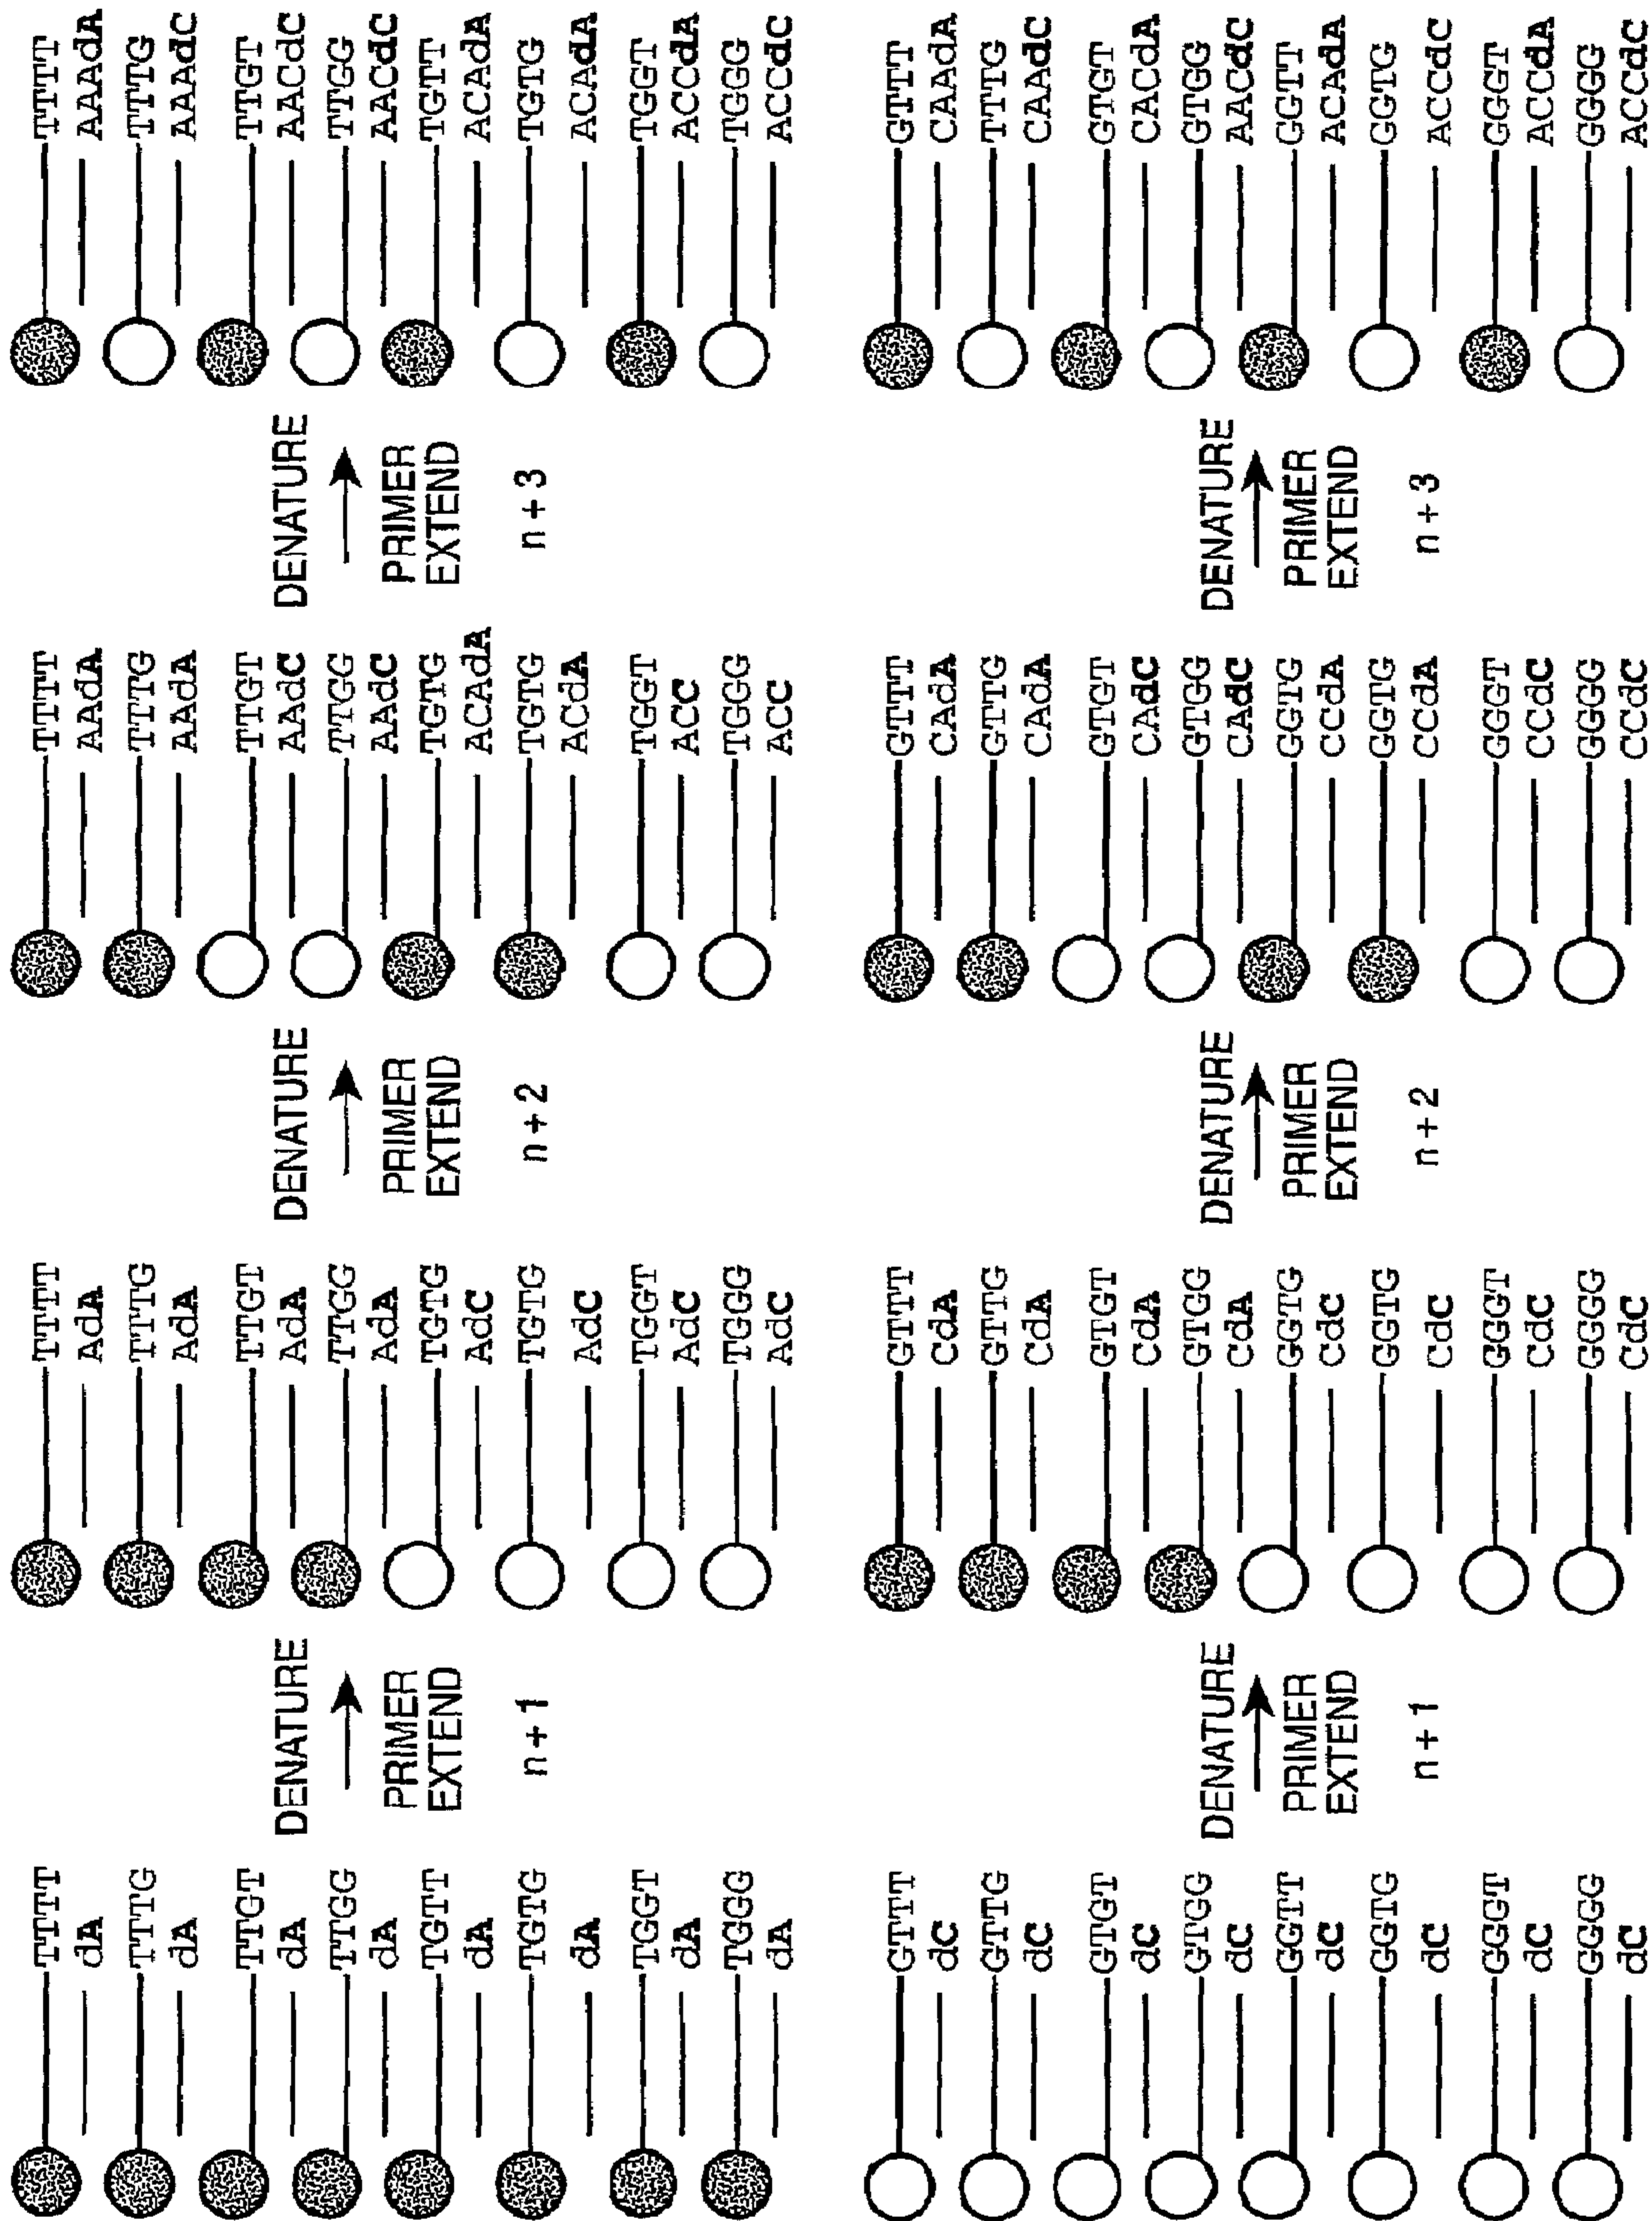 TTTT
dA
TTTG
dA
TTGT
dA
TTGG
dA
TGTT
dA
TGTG
dA
TGGT
dA
TGGG
dA
DENATURE
PRIMER
EXTEND
n+1
TTTT
AdA
TTTG
AdA
TTGT
AdA
TTGG
AdA
TGTG
AdC
TGTG
AdC
TGGT
AdC
TGGG
AdC
DENATURE
PRIMER
EXTEND
n+2
TTTT
AAdA
TTTG
AAdA
TTGT
AAdC
TTGG
AAdC
TGTG
ACAdA
TGTG
ACdA
TGGT
ACC
TGGG
ACC
DENATURE
PRIMER
EXTEND
n+3
TTTT
AAAdA
TTTG
AAAdC
TTGT
AACdC
TTGG
AACdC
TGTT
ACAdA
TGTG
ACAdA
TGGT
ACCdA
TGGG
ACCdC
GTTT
dC
GTTG
dC
GTGT
dC
GTGG
dC
GGTT
dC
GGTG
dC
GGGT
dC
GGGG
dC
DENATURE
PRIMER
EXTEND
n+1
GTTT
CdA
GTTG
CdA
GTGT
CdA
GTGG
CdA
GGTG
CdC
GGTG
CdC
GGGT
CdC
GGGG
CdC
DENATURE
PRIMER
EXTEND
n+2
GTTT
CAdA
GTTG
CAdA
GTGT
CAdC
GTGG
CAdC
GGTG
CCdA
GGTG
CCdA
GGGT
CCdC
GGGG
CCdC
DENATURE
PRIMER
EXTEND
n+3
GTTT
CAAdA
TTTG
CAAdC
GTGT
CACdA
GTGG
AACdC
GGTT
ACAdA
GGTG
ACCdC
GGGT
ACCdA
GGGG
ACCdC